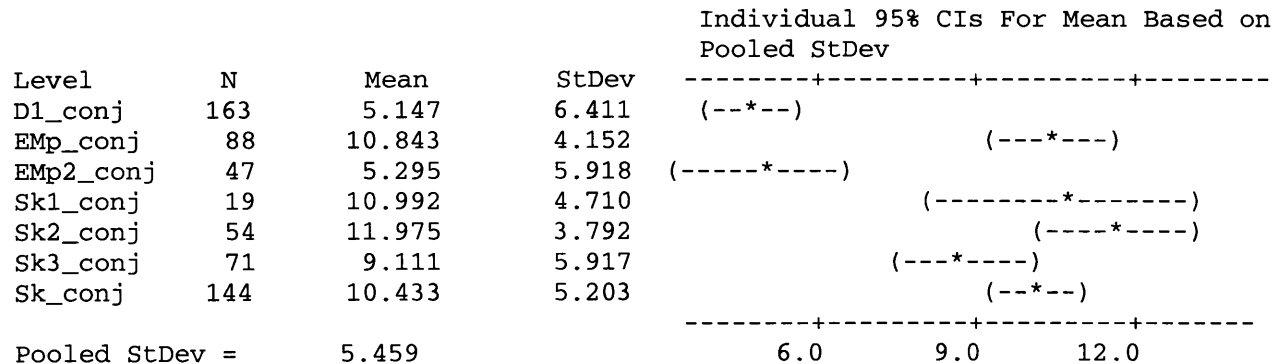 Individual 95% CIs For Mean Based on
Pooled StDev
Level N Mean StDev --------+---------+---------+--------
D1_conj 163 5.147 6.411 (--*--)
EMp_conj 88 10.843 4.152 (---*---)
EMp2_conj 47 5.295 5.918 (-----*----)
Sk1_conj 19 10.992 4.710 (--------*-------)
Sk2_conj 54 11.975 3.792 (----*----)
Sk3_conj 71 9.111 5.917 (---*----)
Sk_conj 144 10.433 5.203 (--*--)
--------+---------+---------+-------
Pooled StDev = 5.459 6.0 9.0 12.0